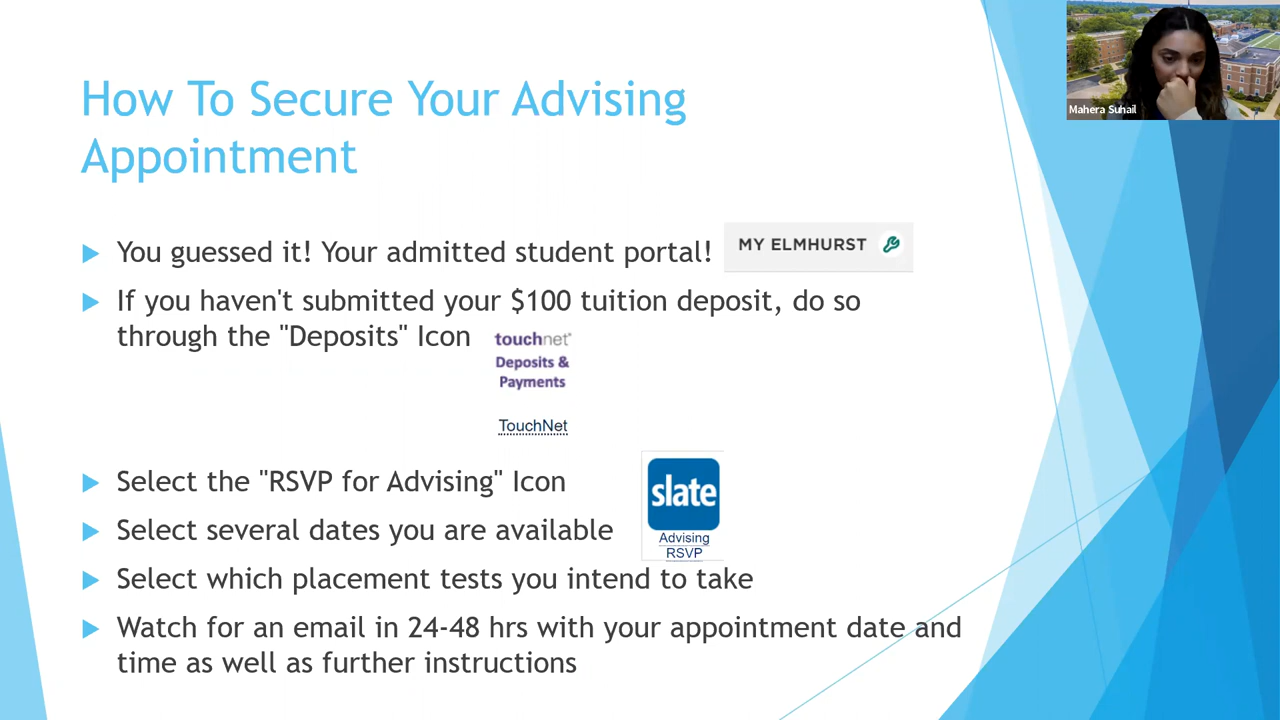 How To Secure Your Advising
Appointment
Mahera Suhail
You guessed it! Your admitted student portal!
MY ELMHURST
If you haven't submitted your $100 tuition deposit, do so
through the "Deposits" Icon
touchnet®
Deposits &
Payments
TouchNet
Select the "RSVP for Advising" Icon
slate
Advising
RSVP
Select several dates you are available
Select which placement tests you intend to take
Watch for an email in 24-48 hrs with your appointment date and
time as well as further instructions